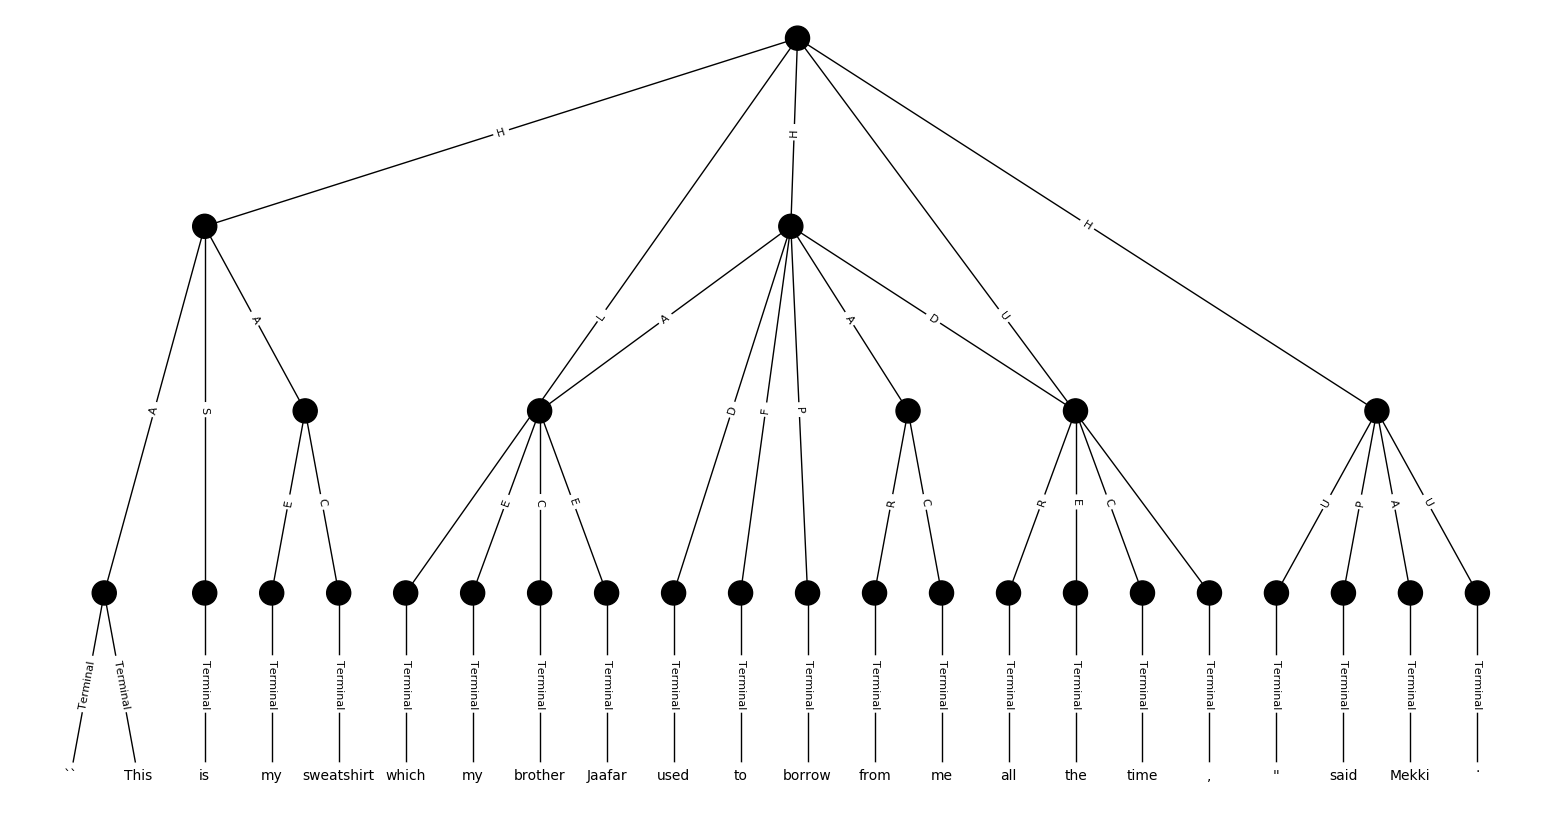 H
H
H
L
A
A
D
U
A
A
S
D
F
P
E
C
E
C
E
R
C
R
E
C
U
P
A
U
Terminal Terminal Terminal Terminal Terminal Terminal Terminal Terminal Terminal Terminal Terminal Terminal Terminal Terminal Terminal Terminal Terminal Terminal Terminal Terminal Terminal Terminal
`` This is my sweatshirt which my brother Jaafar used to borrow from me all the time , " said Mekki .